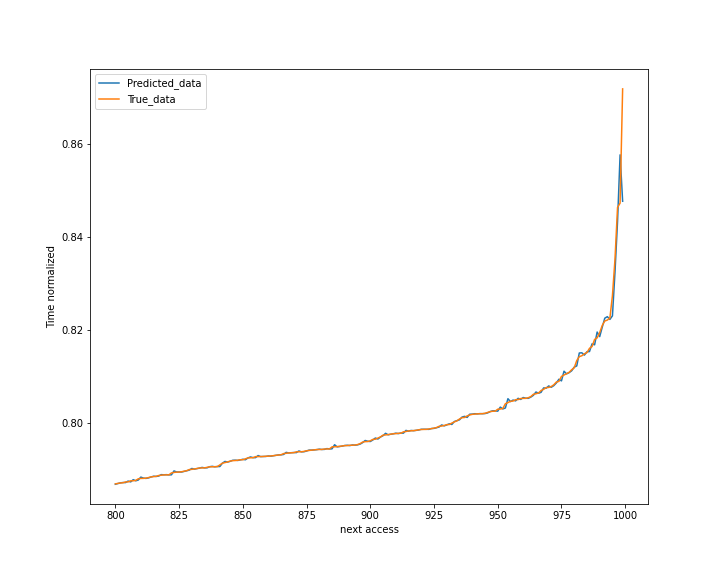 Predicted_data
True_data
0.86
0.84
0.82
0.80
Time normalized
800 825 850 875 900 925 950 975 1000
next access